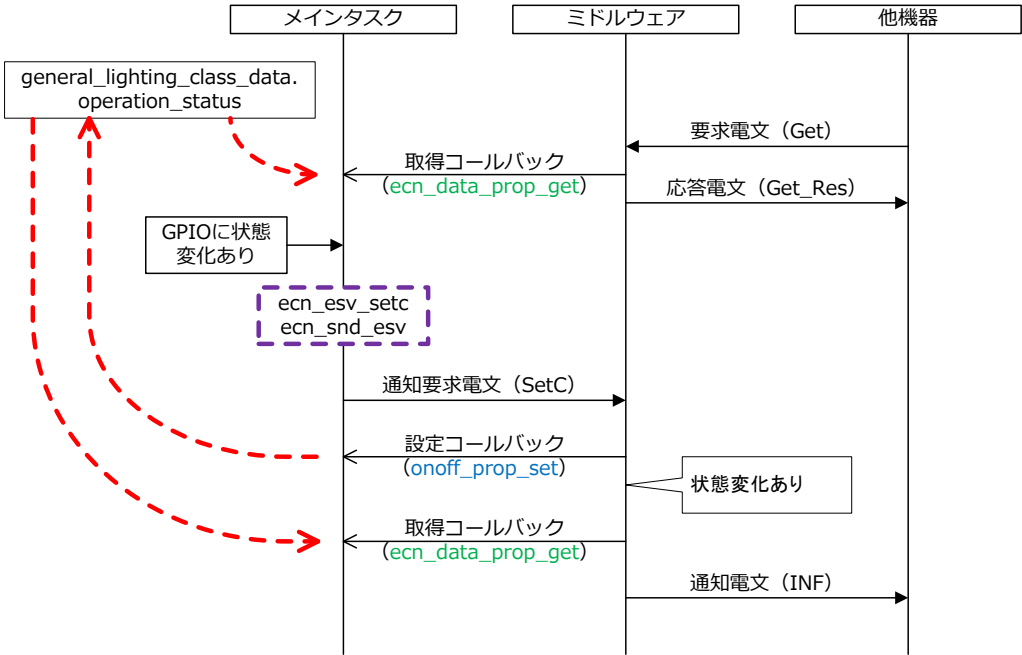 メインタスク
ミドルウェア
他機器
general_lighting_class_data.
operation_status
要求電文（Get）
取得コールバック
（ecn_data_prop_get）
応答電文（Get_Res）
GPIOに状態
変化あり
ecn_esv_setc
ecn_snd_esv
通知要求電文（SetC）
設定コールバック
（onoff_prop_set）
状態変化あり
取得コールバック
（ecn_data_prop_get）
通知電文（INF）